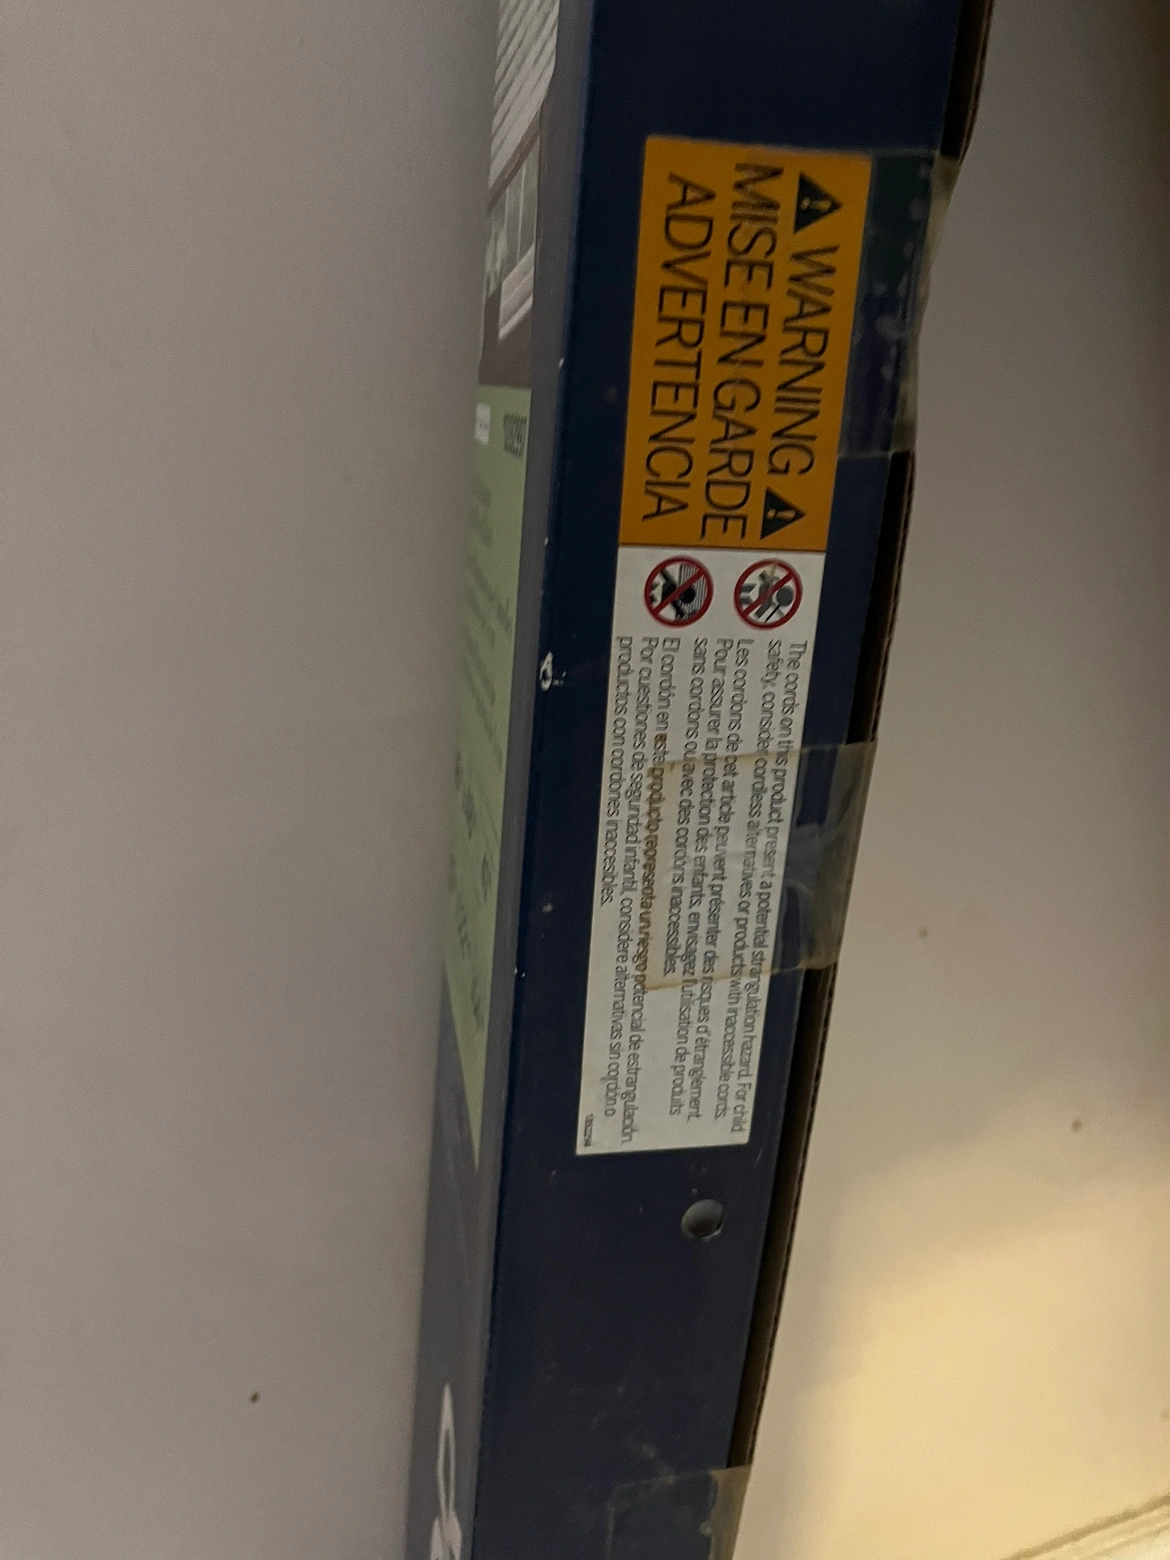 WARNING
MISE EN GARDE
ADVERTENCIA
The cords on this product present a potential strangulation hazard. For child
safety, consider cordless alternatives or products with inaccessible cords.
Les cordons de cet article peuvent présenter des risques d'étranglement.
Pour assurer la protection des enfants, envisagez l'utilisation de produits
sans cordons ou avec des cordons inaccessibles.
El cordón en este producto representa un riesgo potencial de estrangulación.
Por cuestiones de seguridad infantil, considere alternativas sin cordón o
productos con cordones inaccesibles.